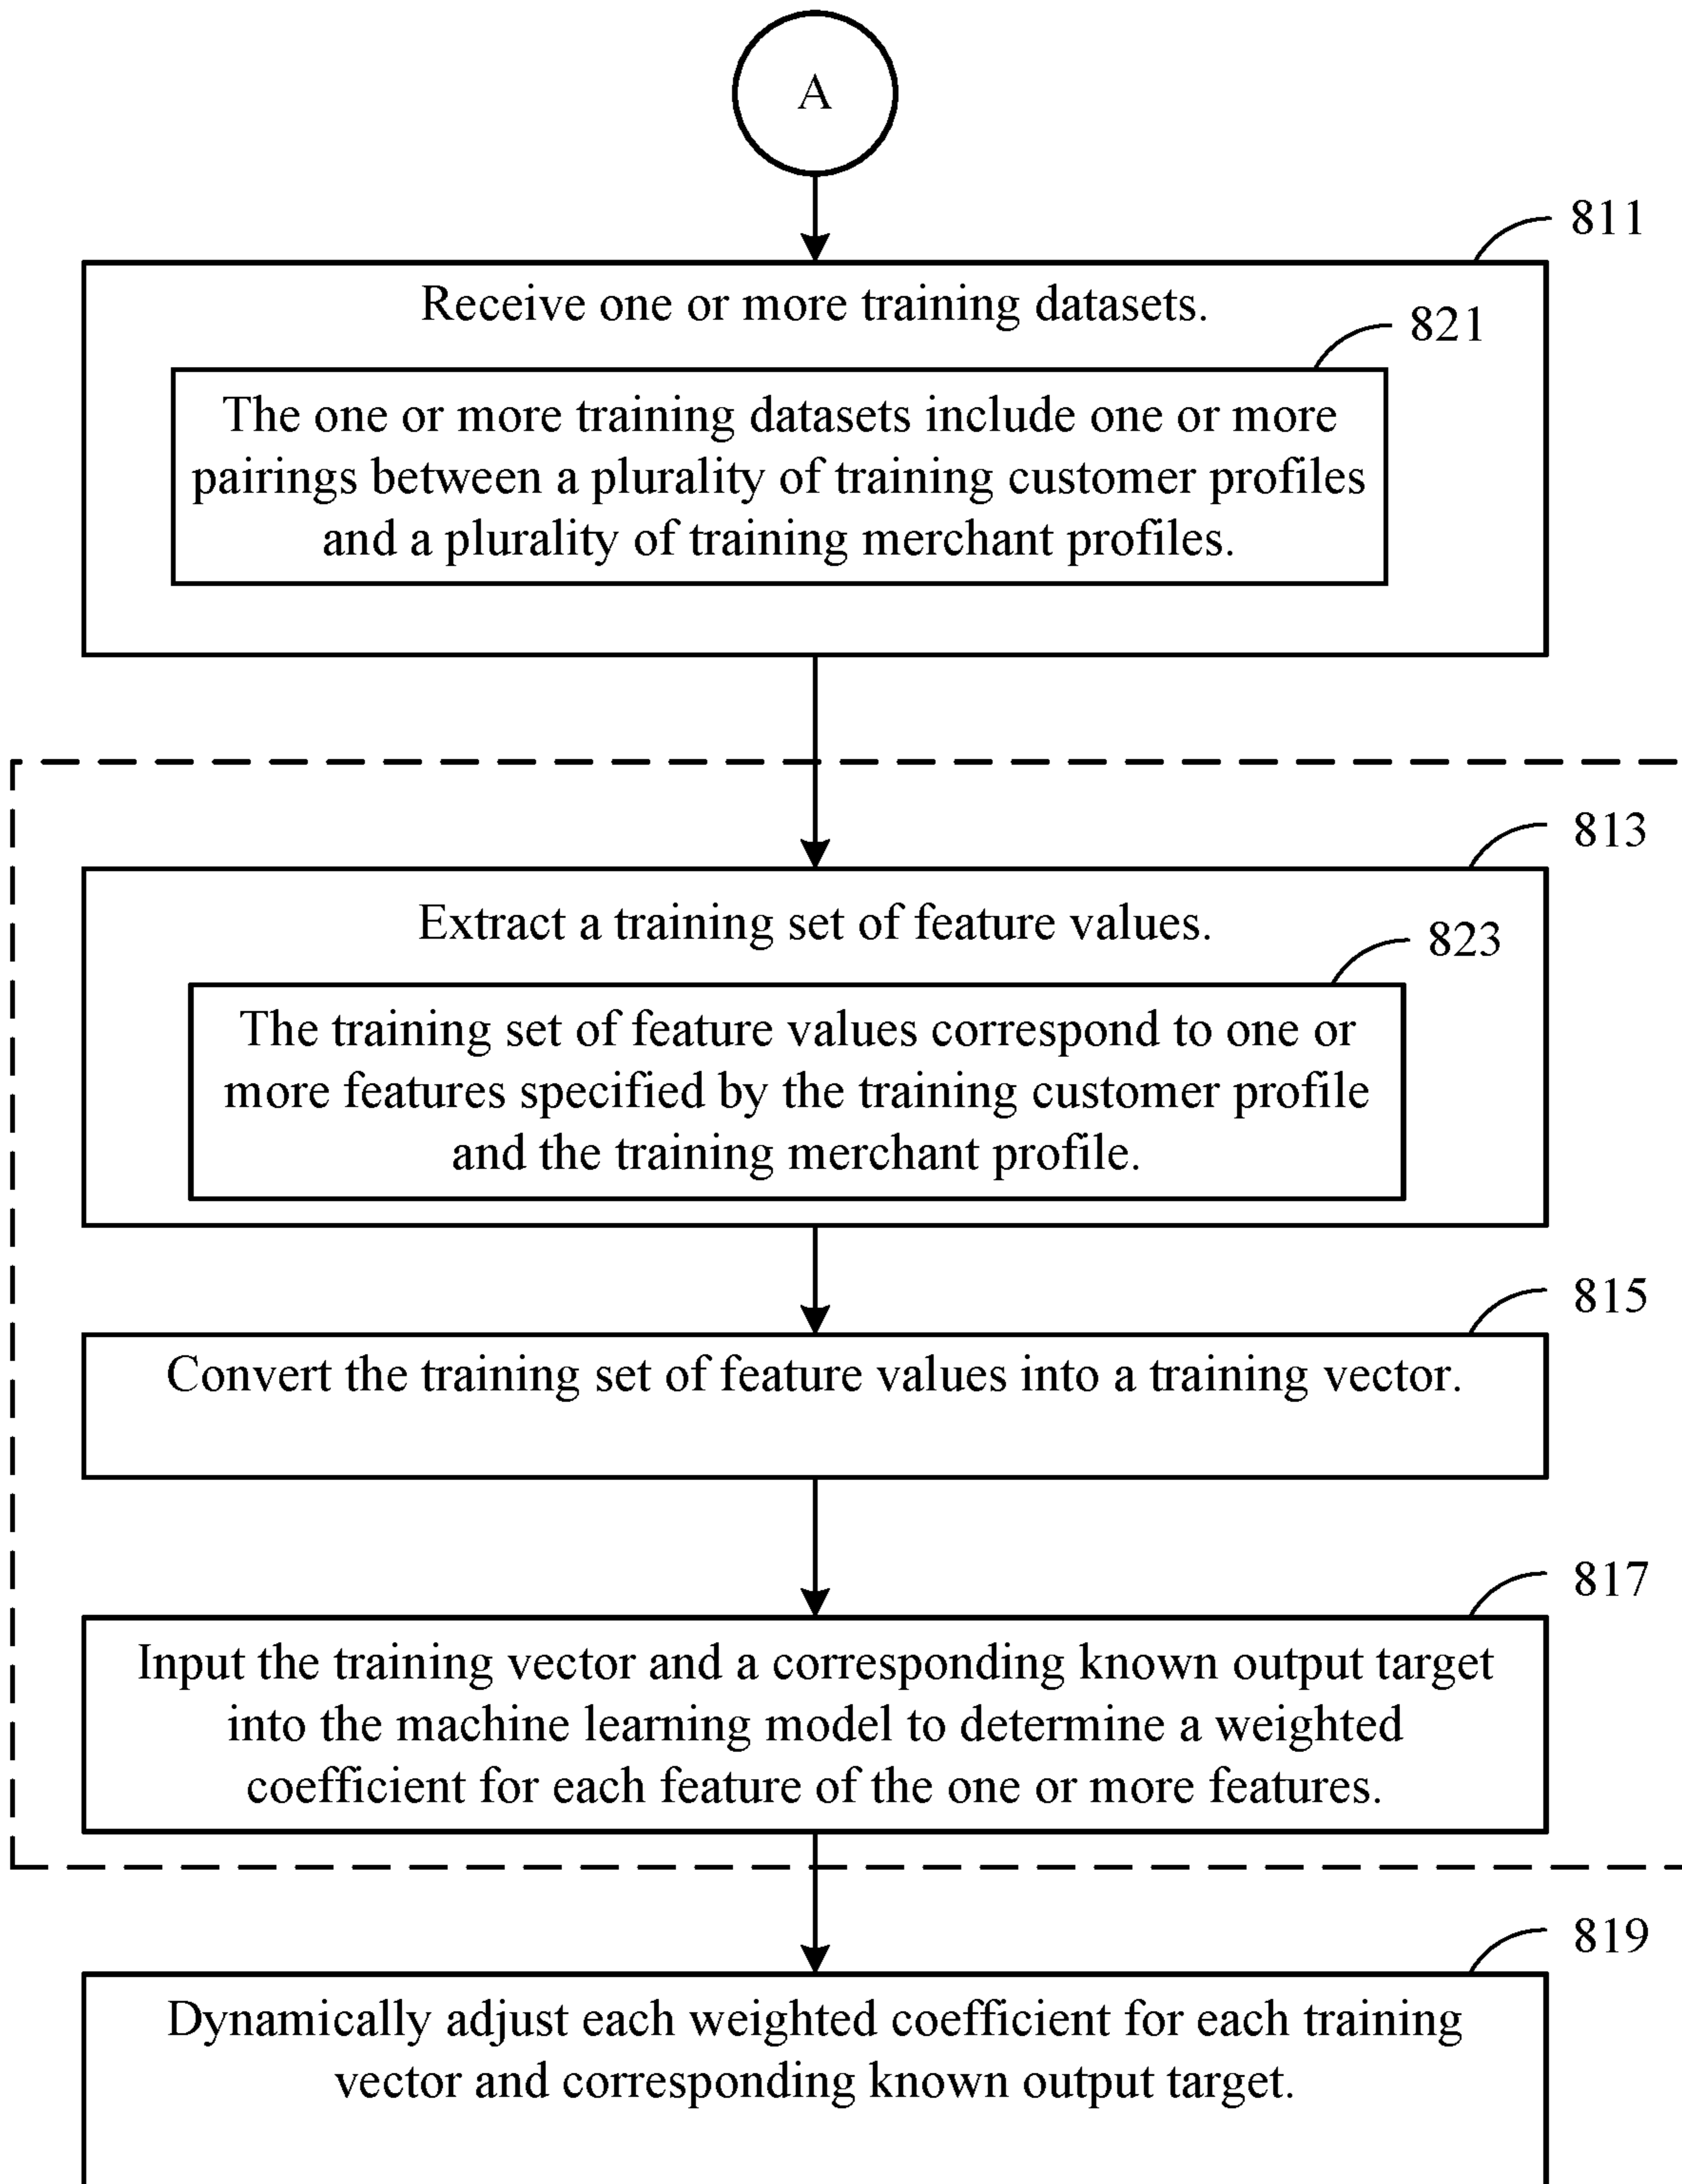 A
811
Receive one or more training datasets.
821
The one or more training datasets include one or more
pairings between a plurality of training customer profiles
and a plurality of training merchant profiles.
813
Extract a training set of feature values.
823
The training set of feature values correspond to one or
more features specified by the training customer profile
and the training merchant profile.
815
Convert the training set of feature values into a training vector.
817
Input the training vector and a corresponding known output target
into the machine learning model to determine a weighted
coefficient for each feature of the one or more features.
819
Dynamically adjust each weighted coefficient for each training
vector and corresponding known output target.